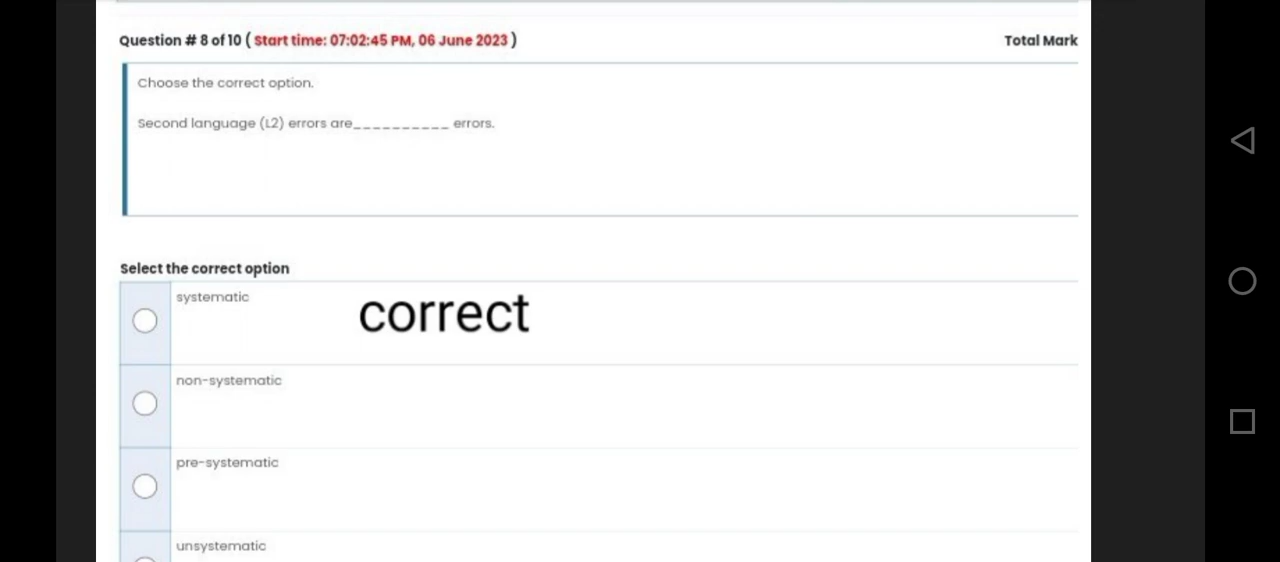 Question # 8 of 10 ( Start time: 07:02:45 PM, 06 June 2023 ) Total Mark
Choose the correct option.
Second language (L2) errors are__________ errors.
Select the correct option
systematic correct
non-systematic
pre-systematic
unsystematic